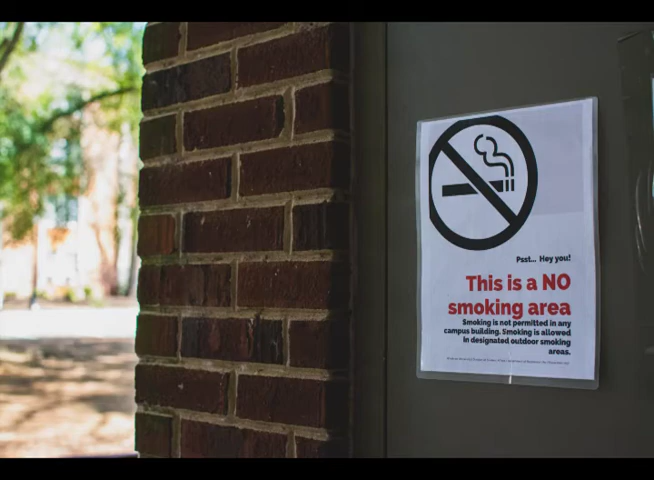 Psst... Hey you!
This is a NO
smoking area
Smoking is not permitted in any
campus building. Smoking is allowed
in designated outdoor smoking
areas.